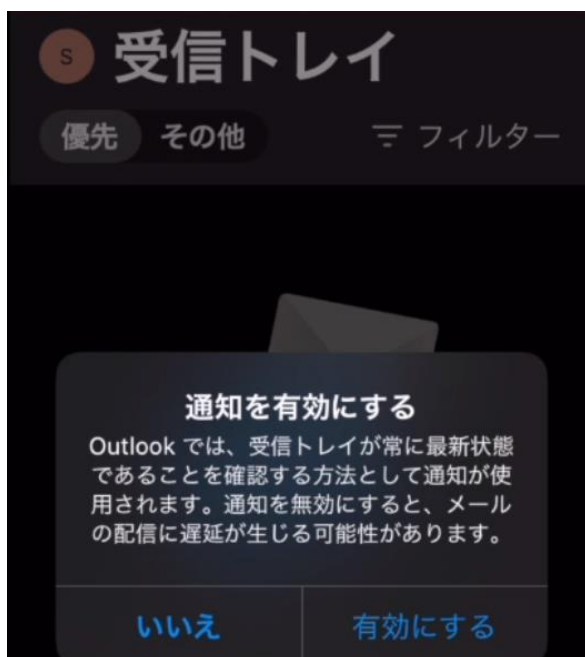 S 受信トレイ
優先 その他 フィルター
通知を有効にする
Outlook では、受信トレイが常に最新状態
であることを確認する方法として通知が使
用されます。通知を無効にすると、メール
の配信に遅延が生じる可能性があります。
いいえ 有効にする